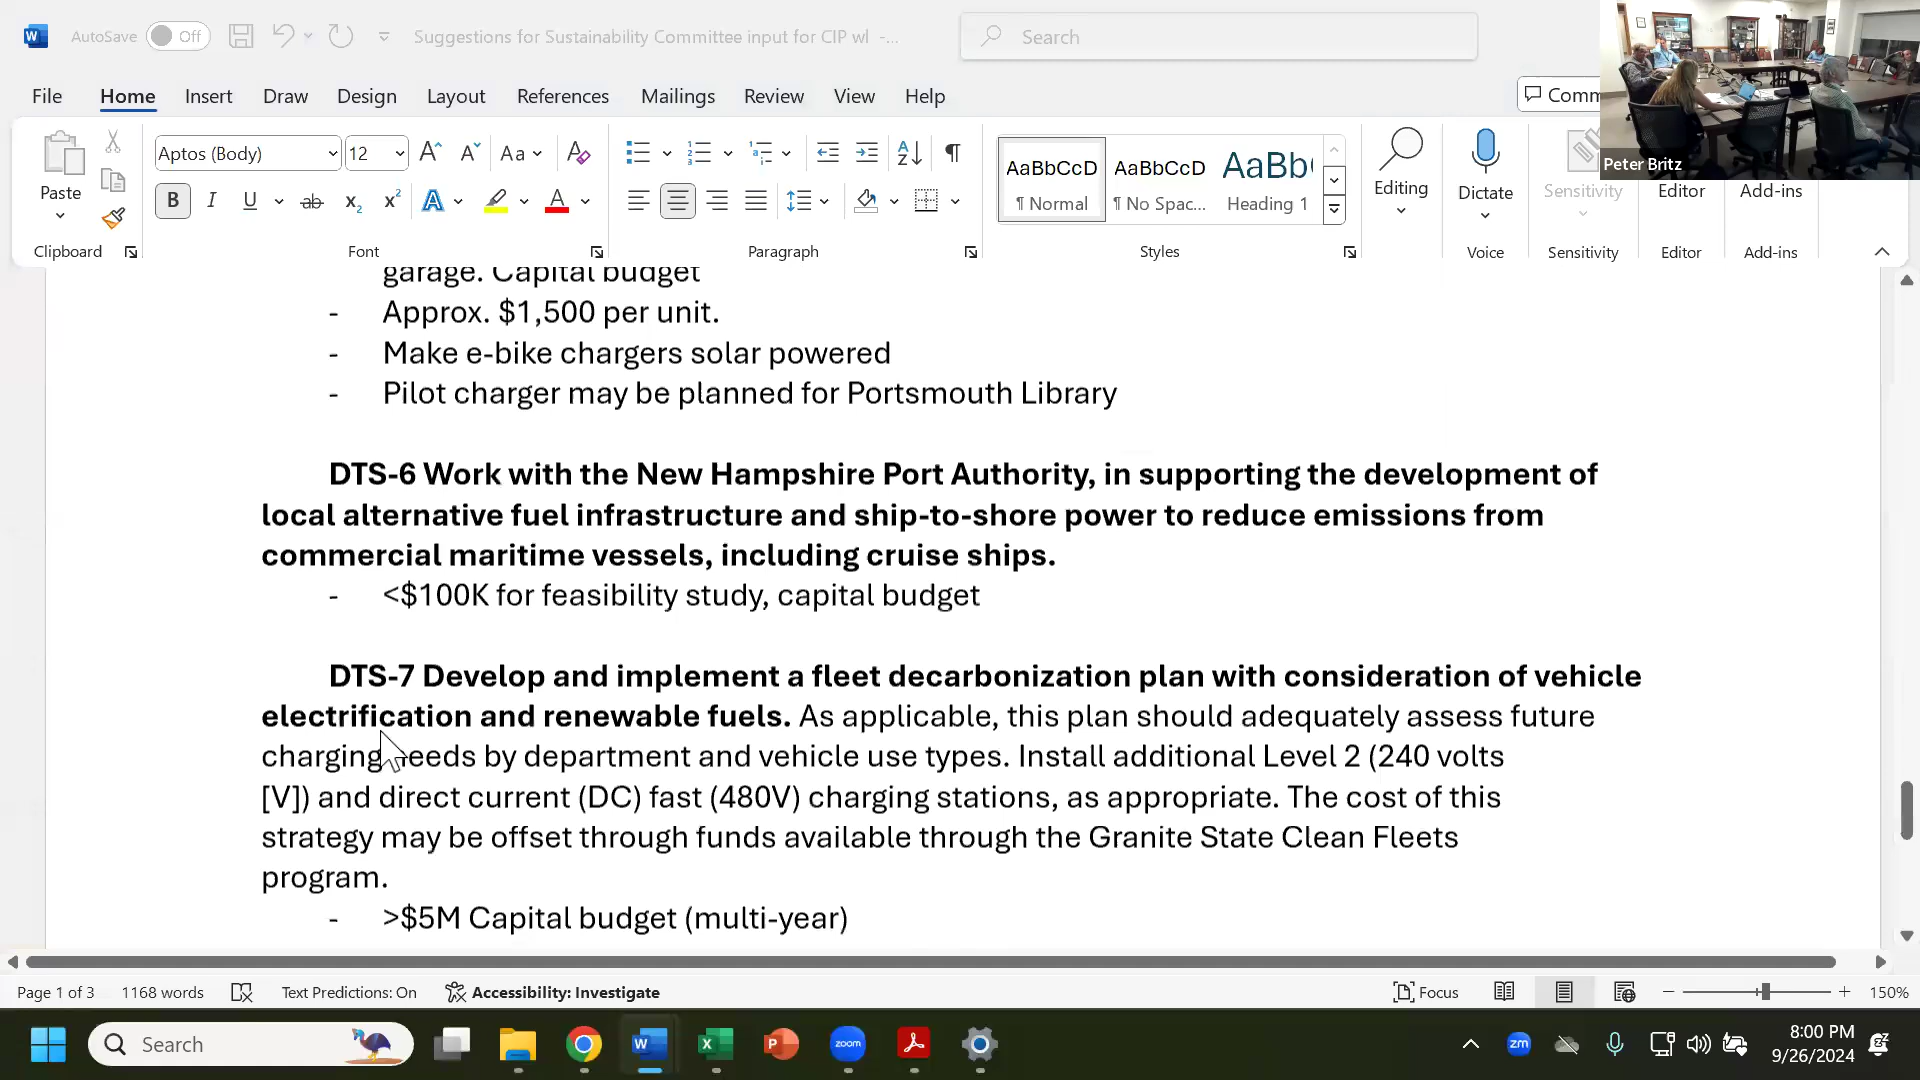 AutoSave Off Suggestions for Sustainability Committee input for CIP wl -... Search
File Home Insert Draw Design Layout References Mailings Review View Help Comm
Peter Britz
Paste Aptos (Body) 12 Aa AaBbCcD AaBbCcD AaBb( Editing Dictate Sensitivity Editor Add-ins
¶ Normal ¶ No Spac... Heading 1
Clipboard Font Paragraph Styles Voice Sensitivity Editor Add-ins
garage. Capital budget
- Approx. $1,500 per unit.
- Make e-bike chargers solar powered
- Pilot charger may be planned for Portsmouth Library
DTS-6 Work with the New Hampshire Port Authority, in supporting the development of
local alternative fuel infrastructure and ship-to-shore power to reduce emissions from
commercial maritime vessels, including cruise ships.
- <$100K for feasibility study, capital budget
DTS-7 Develop and implement a fleet decarbonization plan with consideration of vehicle
electrification and renewable fuels. As applicable, this plan should adequately assess future
charging needs by department and vehicle use types. Install additional Level 2 (240 volts
[V]) and direct current (DC) fast (480V) charging stations, as appropriate. The cost of this
strategy may be offset through funds available through the Granite State Clean Fleets
program.
- >$5M Capital budget (multi-year)
Page 1 of 3 1168 words Text Predictions: On Accessibility: Investigate Focus 150%
Search zoom zm 8:00 PM
9/26/2024